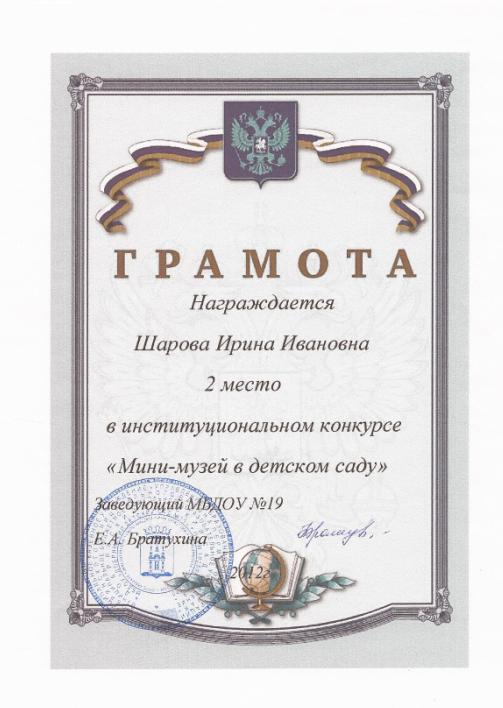 ГРАМОТА
Награждается
Шарова Ирина Ивановна
2 место
в институциональном конкурсе
«Мини-музей в детском саду»
Заведующий МБДОУ №19
Е.А. Братухина
2012г